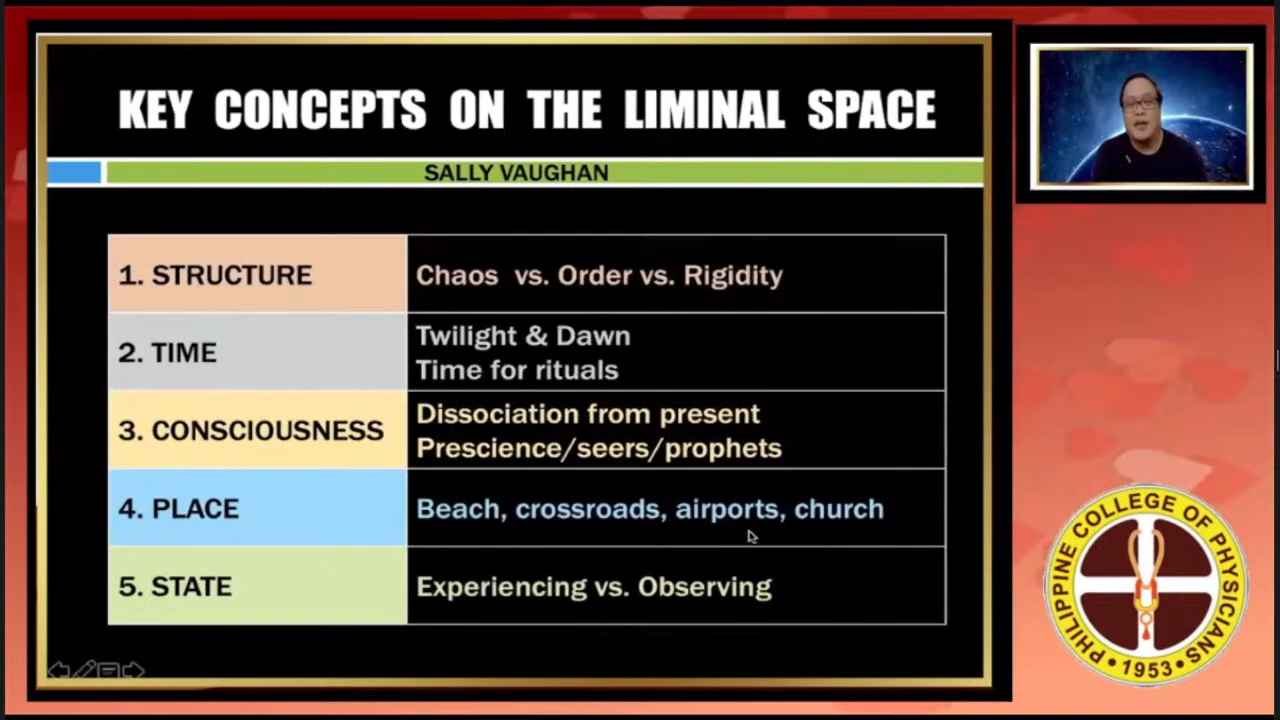 KEY CONCEPTS ON THE LIMINAL SPACE
SALLY VAUGHAN
1. STRUCTURE
Chaos vs. Order vs. Rigidity
2. TIME
Twilight & Dawn
Time for rituals
3. CONSCIOUSNESS
Dissociation from present
Prescience/seers/prophets
4. PLACE
Beach, crossroads, airports, church
5. STATE
Experiencing vs. Observing
PHILIPPINE COLLEGE OF PHYSICIANS
• 1953 •